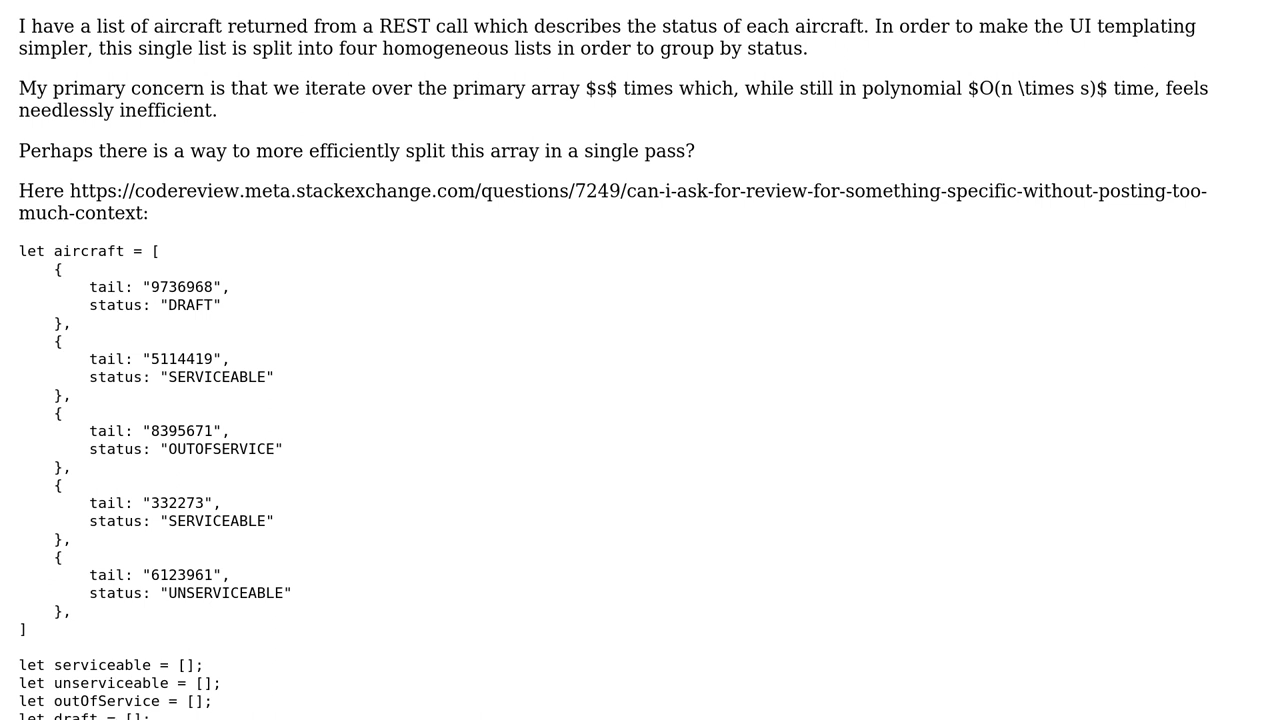 I have a list of aircraft returned from a REST call which describes the status of each aircraft. In order to make the UI templating
simpler, this single list is split into four homogeneous lists in order to group by status.
My primary concern is that we iterate over the primary array $s$ times which, while still in polynomial $O(n \times s)$ time, feels
needlessly inefficient.
Perhaps there is a way to more efficiently split this array in a single pass?
Here https://codereview.meta.stackexchange.com/questions/7249/can-i-ask-for-review-for-something-specific-without-posting-too-
much-context:
let aircraft = [
    {
        tail: "9736968",
        status: "DRAFT"
    },
    {
        tail: "5114419",
        status: "SERVICEABLE"
    },
    {
        tail: "8395671",
        status: "OUTOFSERVICE"
    },
    {
        tail: "332273",
        status: "SERVICEABLE"
    },
    {
        tail: "6123961",
        status: "UNSERVICEABLE"
    },
]
let serviceable = [];
let unserviceable = [];
let outOfService = [];
let draft = [];